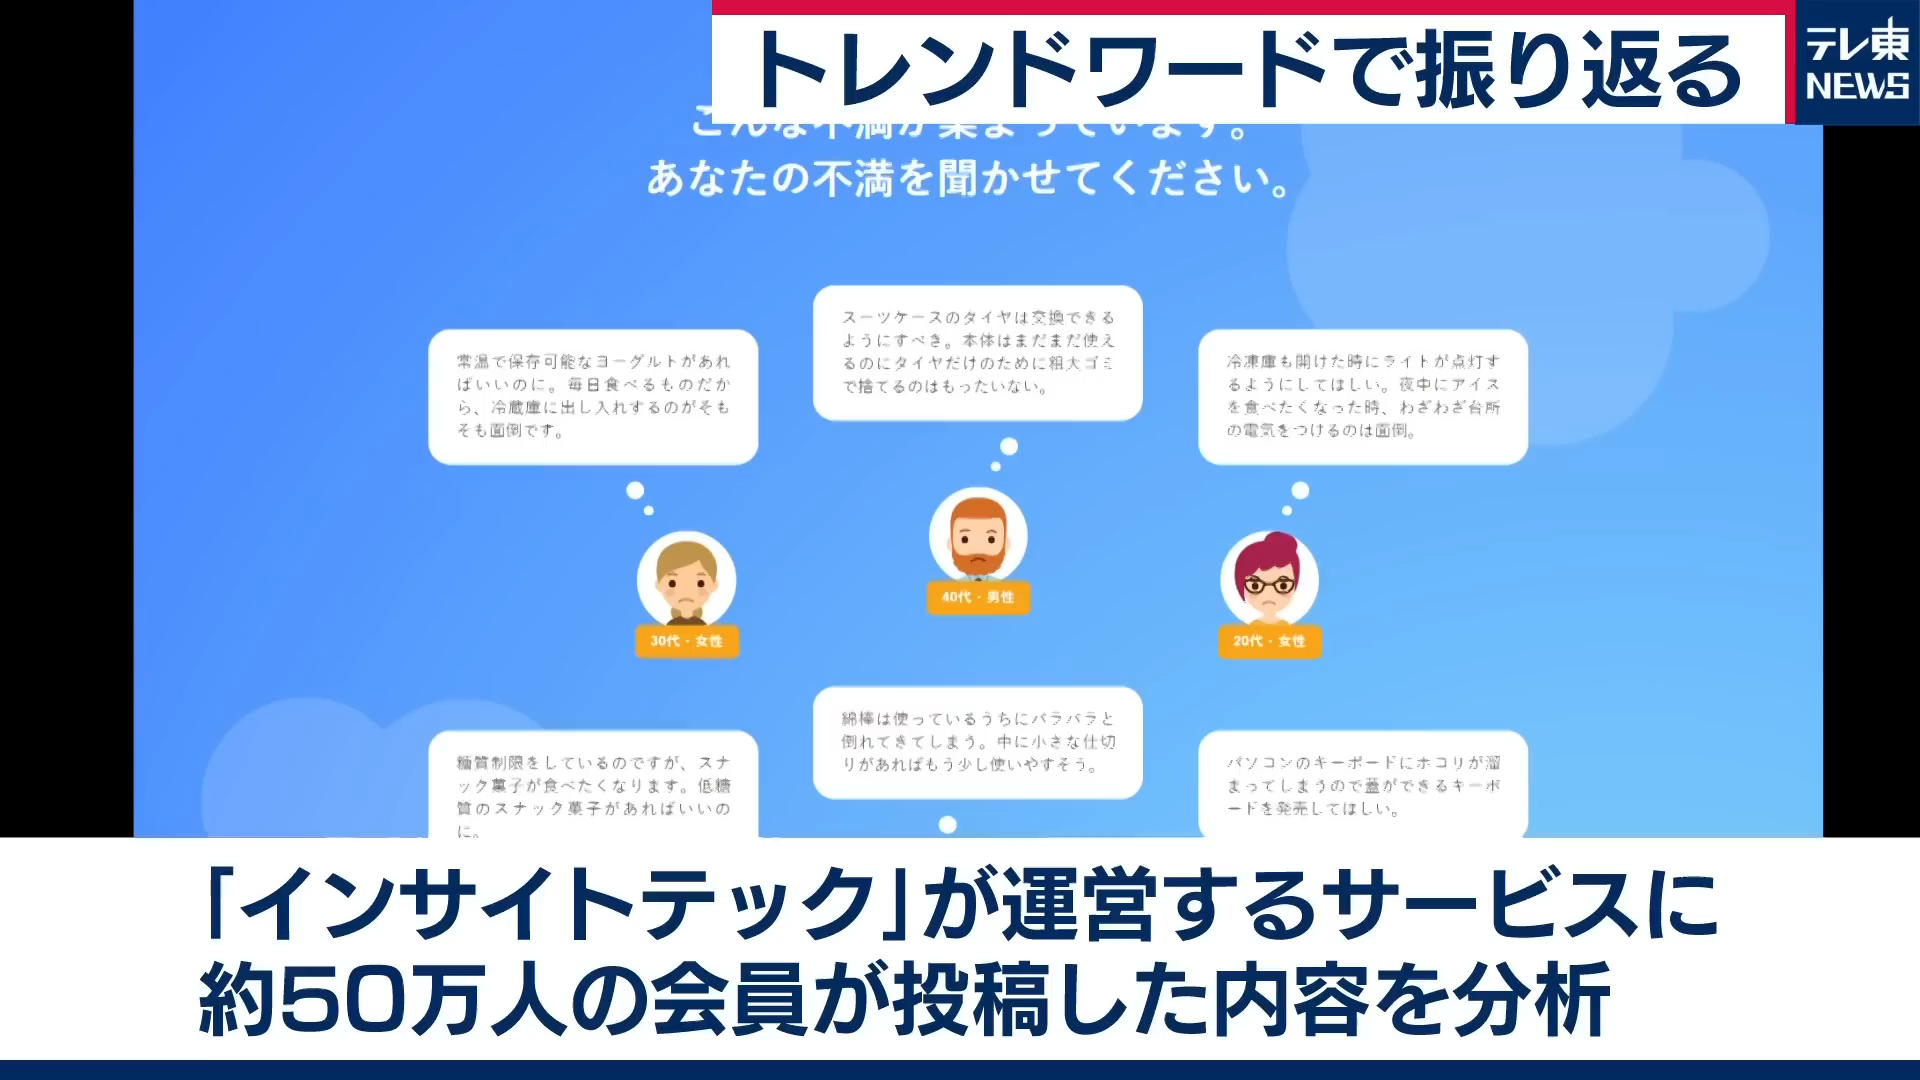 トレンドワードで振り返る
テレ東
NEWS
こんな不満が集まっています。
あなたの不満を聞かせてください。
常温で保存可能なヨーグルトがあれ
ばいいのに。毎日食べるものだか
ら、冷蔵庫に出し入れするのがそも
そも面倒です。
30代・女性
スーツケースのタイヤは交換できる
ようにすべき。本体はまだまだ使え
るのにタイヤだけのために粗大ゴミ
で捨てるのはもったいない。
40代・男性
冷凍庫も開けた時にライトが点灯す
るようにしてほしい。夜中にアイス
を食べたくなった時、わざわざ台所
の電気をつけるのは面倒。
20代・女性
糖質制限をしているのですが、スナ
ック菓子が食べたくなります。低糖
質のスナック菓子があればいいの
に。
綿棒は使っているうちにバラバラと
倒れてきてしまう。中に小さな仕切
りがあればもう少し使いやすそう。
パソコンのキーボードにホコリが溜
まってしまうので蓋ができるキーボ
ードを発売してほしい。
「インサイトテック」が運営するサービスに
約50万人の会員が投稿した内容を分析